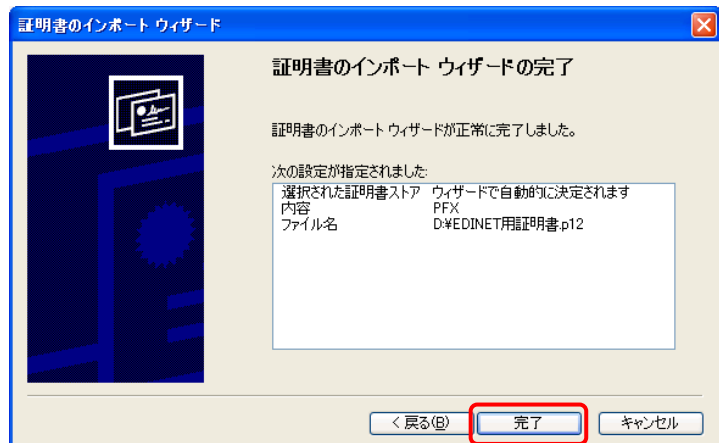 証明書のインポート ウィザード
証明書のインポート ウィザードの完了
証明書のインポート ウィザードが正常に完了しました。
次の設定が指定されました:
選択された証明書ストア ウィザードで自動的に決定されます
内容 PFX
ファイル名 D:¥EDINET用証明書.p12
< 戻る(B) 完了 キャンセル